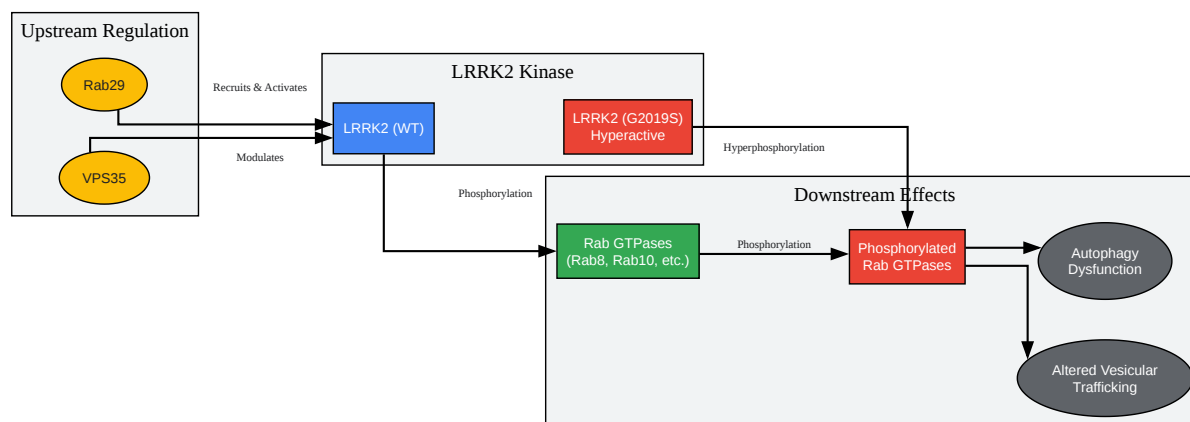 Upstream Regulation
Rab29
VPS35
Recruits & Activates
Modulates
LRRK2 Kinase
LRRK2 (WT)
LRRK2 (G2019S)
Hyperactive
Phosphorylation
Hyperphosphorylation
Downstream Effects
Rab GTPases
(Rab8, Rab10, etc.)
Phosphorylation
Phosphorylated
Rab GTPases
Autophagy
Dysfunction
Altered Vesicular
Trafficking